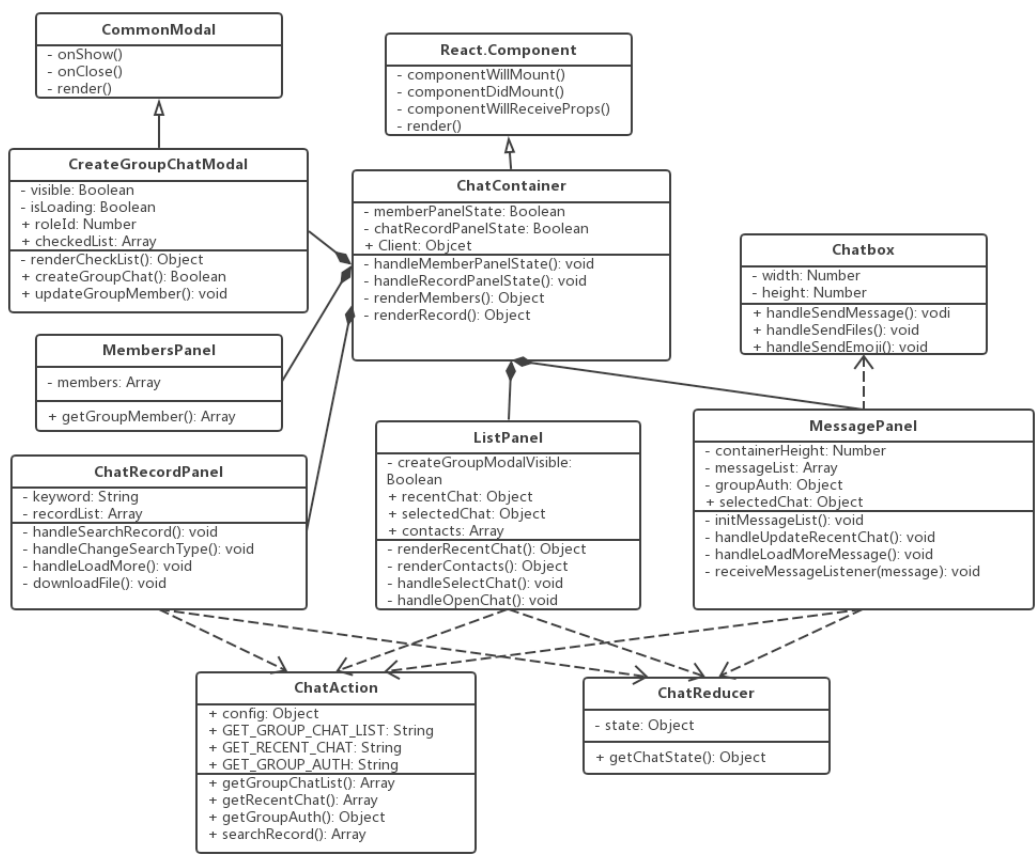 CommonModal
- onShow()
- onClose()
- render()
React.Component
- componentWillMount()
- componentDidMount()
- componentWillReceiveProps()
- render()
CreateGroupChatModal
- visible: Boolean
- isLoading: Boolean
+ roleId: Number
+ checkedList: Array
- renderCheckList(): Object
+ createGroupChat(): Boolean
+ updateGroupMember(): void
ChatContainer
- memberPanelState: Boolean
- chatRecordPanelState: Boolean
+ Client: Objcet
- handleMemberPanelState(): void
- handleRecordPanelState(): void
- renderMembers(): Object
- renderRecord(): Object
Chatbox
- width: Number
- height: Number
+ handleSendMessage(): vodi
+ handleSendFiles(): void
+ handleSendEmoji(): void
MembersPanel
- members: Array
+ getGroupMember(): Array
ChatRecordPanel
- keyword: String
- recordList: Array
- handleSearchRecord(): void
- handleChangeSearchType(): void
- handleLoadMore(): void
- downloadFile(): void
ListPanel
- createGroupModalVisible:
Boolean
+ recentChat: Object
+ selectedChat: Object
+ contacts: Array
- renderRecentChat(): Object
- renderContacts(): Object
- handleSelectChat(): void
- handleOpenChat(): void
MessagePanel
- containerHeight: Number
- messageList: Array
- groupAuth: Object
+ selectedChat: Object
- initMessageList(): void
- handleUpdateRecentChat(): void
- handleLoadMoreMessage(): void
- receiveMessageListener(message): void
ChatAction
+ config: Object
+ GET_GROUP_CHAT_LIST: String
+ GET_RECENT_CHAT: String
+ GET_GROUP_AUTH: String
+ getGroupChatList(): Array
+ getRecentChat(): Array
+ getGroupAuth(): Object
+ searchRecord(): Array
ChatReducer
- state: Object
+ getChatState(): Object